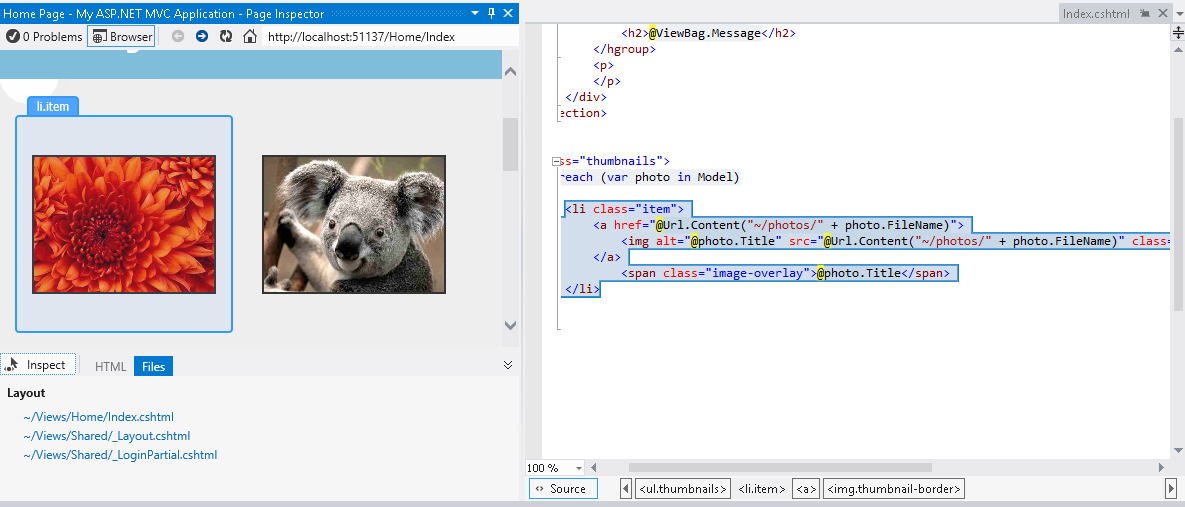 Home Page - My ASP.NET MVC Application - Page Inspector
0 Problems Browser http://localhost:51137/Home/Index
li.item
Inspect HTML Files
Layout
~/Views/Home/Index.cshtml
~/Views/Shared/_Layout.cshtml
~/Views/Shared/_LoginPartial.cshtml
Index.cshtml
<h2>@ViewBag.Message</h2>
</hgroup>
<p>
</p>
</div>
ection>
ss="thumbnails">
reach (var photo in Model)
<li class="item">
<a href="@Url.Content("~/photos/" + photo.FileName)">
<img alt="@photo.Title" src="@Url.Content("~/photos/" + photo.FileName)" class=
</a>
<span class="image-overlay">@photo.Title</span>
</li>
100 %
Source <ul.thumbnails> <li.item> <a> <img.thumbnail-border>